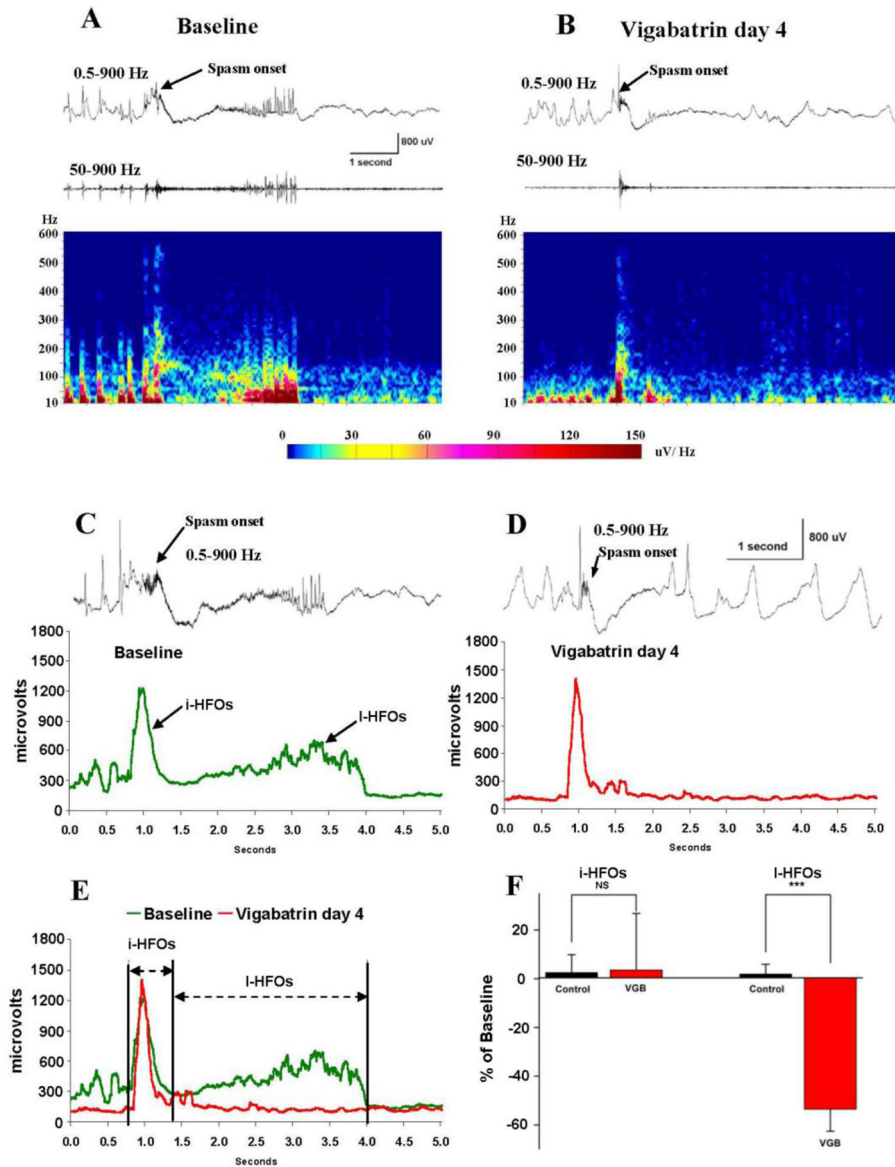 A
Baseline
0.5-900 Hz
Spasm onset
800 uV
1 second
50-900 Hz
Hz
600
500
400
300
200
100
10
B
Vigabatrin day 4
0.5-900 Hz
Spasm onset
50-900 Hz
Hz
600
500
400
300
200
100
10
0 30 60 90 120 150
uV/ Hz
C
Spasm onset
0.5-900 Hz
1800
1500
1200
900
600
300
0
microvolts
Baseline
i-HFOs
l-HFOs
0.0 0.5 1.0 1.5 2.0 2.5 3.0 3.5 4.0 4.5 5.0
Seconds
D
0.5-900 Hz
Spasm onset
1 second
800 uV
1800
1500
1200
900
600
300
0
microvolts
Vigabatrin day 4
0.0 0.5 1.0 1.5 2.0 2.5 3.0 3.5 4.0 4.5 5.0
Seconds
E
Baseline Vigabatrin day 4
1800
1500
1200
900
600
300
0
microvolts
i-HFOs
l-HFOs
0.0 0.5 1.0 1.5 2.0 2.5 3.0 3.5 4.0 4.5 5.0
Seconds
F
i-HFOs
NS
l-HFOs
***
20
0
-20
-40
-60
% of Baseline
Control
VGB
Control
VGB